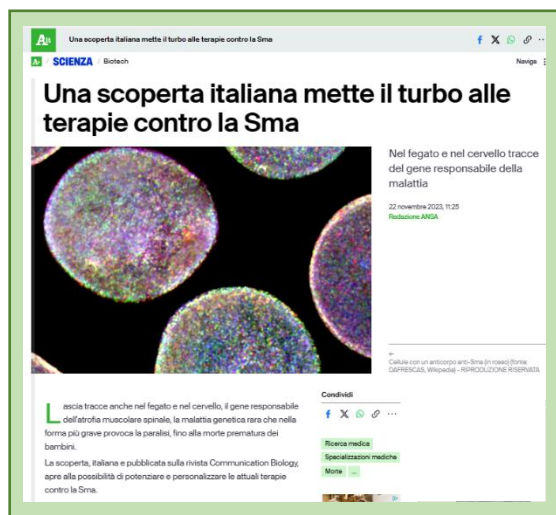 A.it
Una scoperta italiana mette il turbo alle terapie contro la Sma
A.it / SCIENZA / Biotech
Naviga
Una scoperta italiana mette il turbo alle
terapie contro la Sma
Nel fegato e nel cervello tracce
del gene responsabile della
malattia
22 novembre 2023, 11:25
Redazione ANSA
Cellule con un anticorpo anti-Sma (in rosso) (fonte:
DAFRESCAS, Wikipedia) - RIPRODUZIONE RISERVATA
Lascia tracce anche nel fegato e nel cervello, il gene responsabile
dell'atrofia muscolare spinale, la malattia genetica rara che nella
forma più grave provoca la paralisi, fino alla morte prematura dei
bambini.
La scoperta, italiana e pubblicata sulla rivista Communication Biology,
apre alla possibilità di potenziare e personalizzare le attuali terapie
contro la Sma.
Condividi
Ricerca medica
Specializzazioni mediche
Morte
...